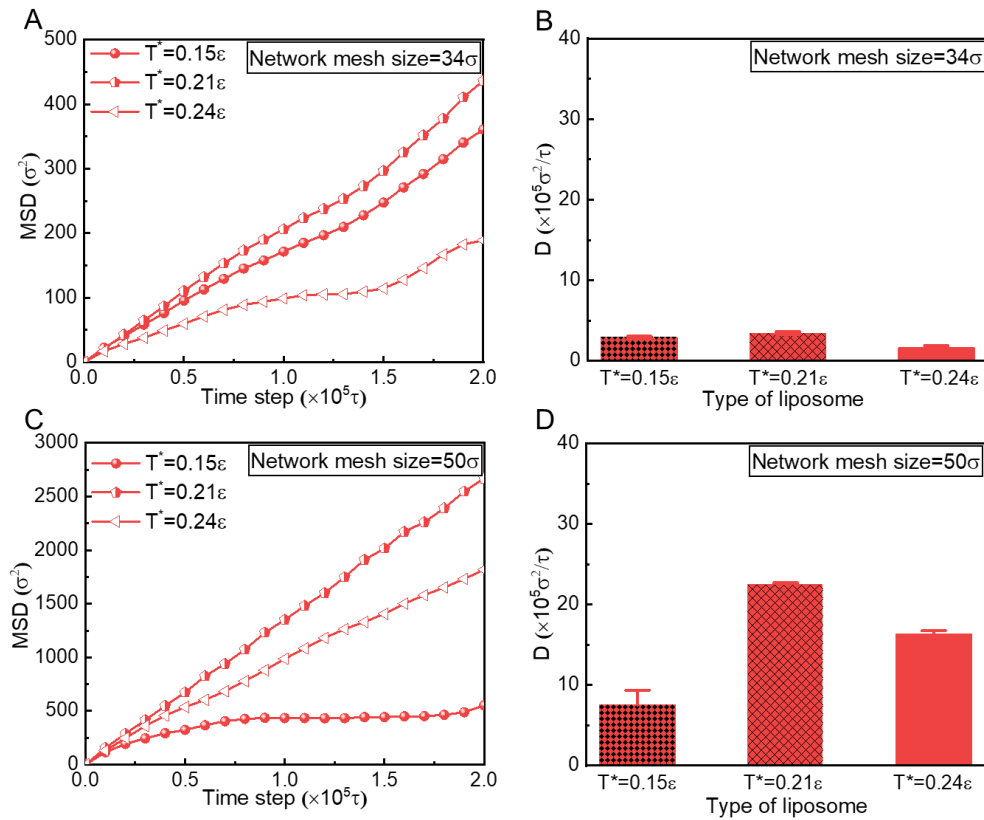 A
500
400
300
200
100
0
MSD (σ²)
T*=0.15ε
T*=0.21ε
T*=0.24ε
Network mesh size=34σ
0.0 0.5 1.0 1.5 2.0
Time step (×10⁵τ)
B
40
30
20
10
0
D (×10⁵σ²/τ)
Network mesh size=34σ
T*=0.15ε T*=0.21ε T*=0.24ε
Type of liposome
C
3000
2500
2000
1500
1000
500
0
MSD (σ²)
T*=0.15ε
T*=0.21ε
T*=0.24ε
Network mesh size=50σ
0.0 0.5 1.0 1.5 2.0
Time step (×10⁵τ)
D
40
30
20
10
0
D (×10⁵σ²/τ)
Network mesh size=50σ
T*=0.15ε T*=0.21ε T*=0.24ε
Type of liposome